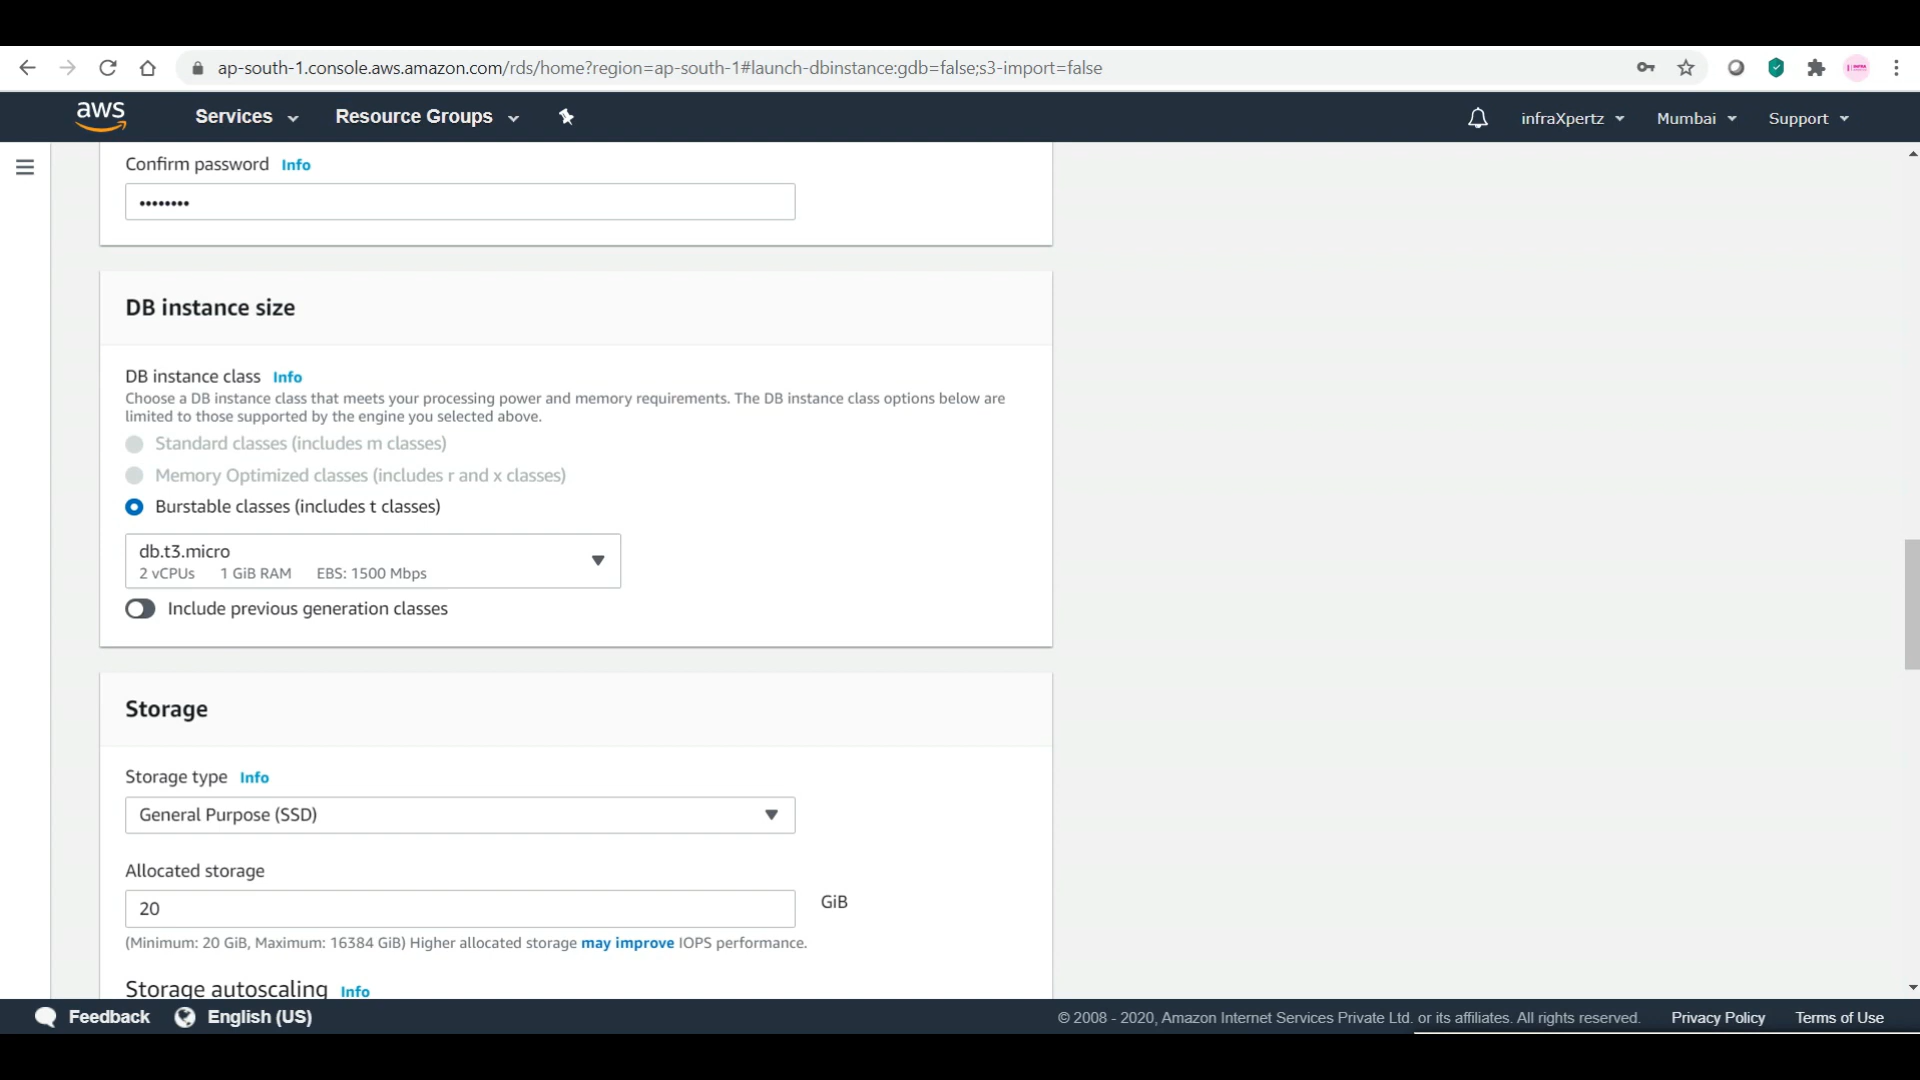 ap-south-1.console.aws.amazon.com/rds/home?region=ap-south-1#launch-dbinstance:gdb=false;s3-import=false
aws Services Resource Groups infraXpertz Mumbai Support
Confirm password Info
••••••••
DB instance size
DB instance class Info
Choose a DB instance class that meets your processing power and memory requirements. The DB instance class options below are
limited to those supported by the engine you selected above.
Standard classes (includes m classes)
Memory Optimized classes (includes r and x classes)
Burstable classes (includes t classes)
db.t3.micro
2 vCPUs 1 GiB RAM EBS: 1500 Mbps
Include previous generation classes
Storage
Storage type Info
General Purpose (SSD)
Allocated storage
20 GiB
(Minimum: 20 GiB, Maximum: 16384 GiB) Higher allocated storage may improve IOPS performance.
Storage autoscaling Info
Feedback English (US) © 2008 - 2020, Amazon Internet Services Private Ltd. or its affiliates. All rights reserved. Privacy Policy Terms of Use